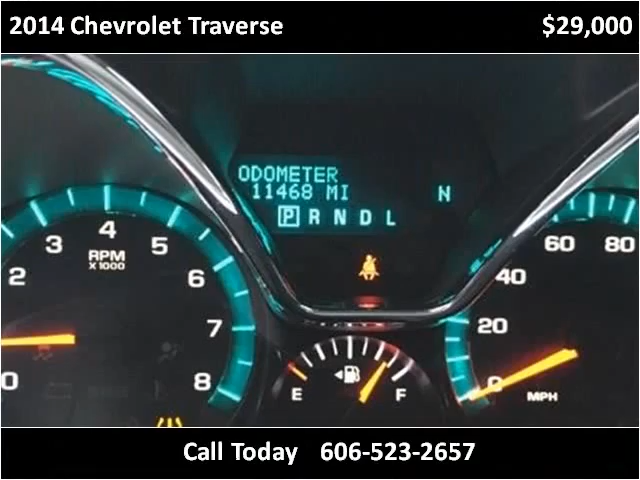 2014 Chevrolet Traverse $29,000
ODOMETER
11468 MI N
P R N D L
0 2 3 4 5 6 7 8
RPM
X1000
E F
0 20 40 60 80
MPH
Call Today 606-523-2657